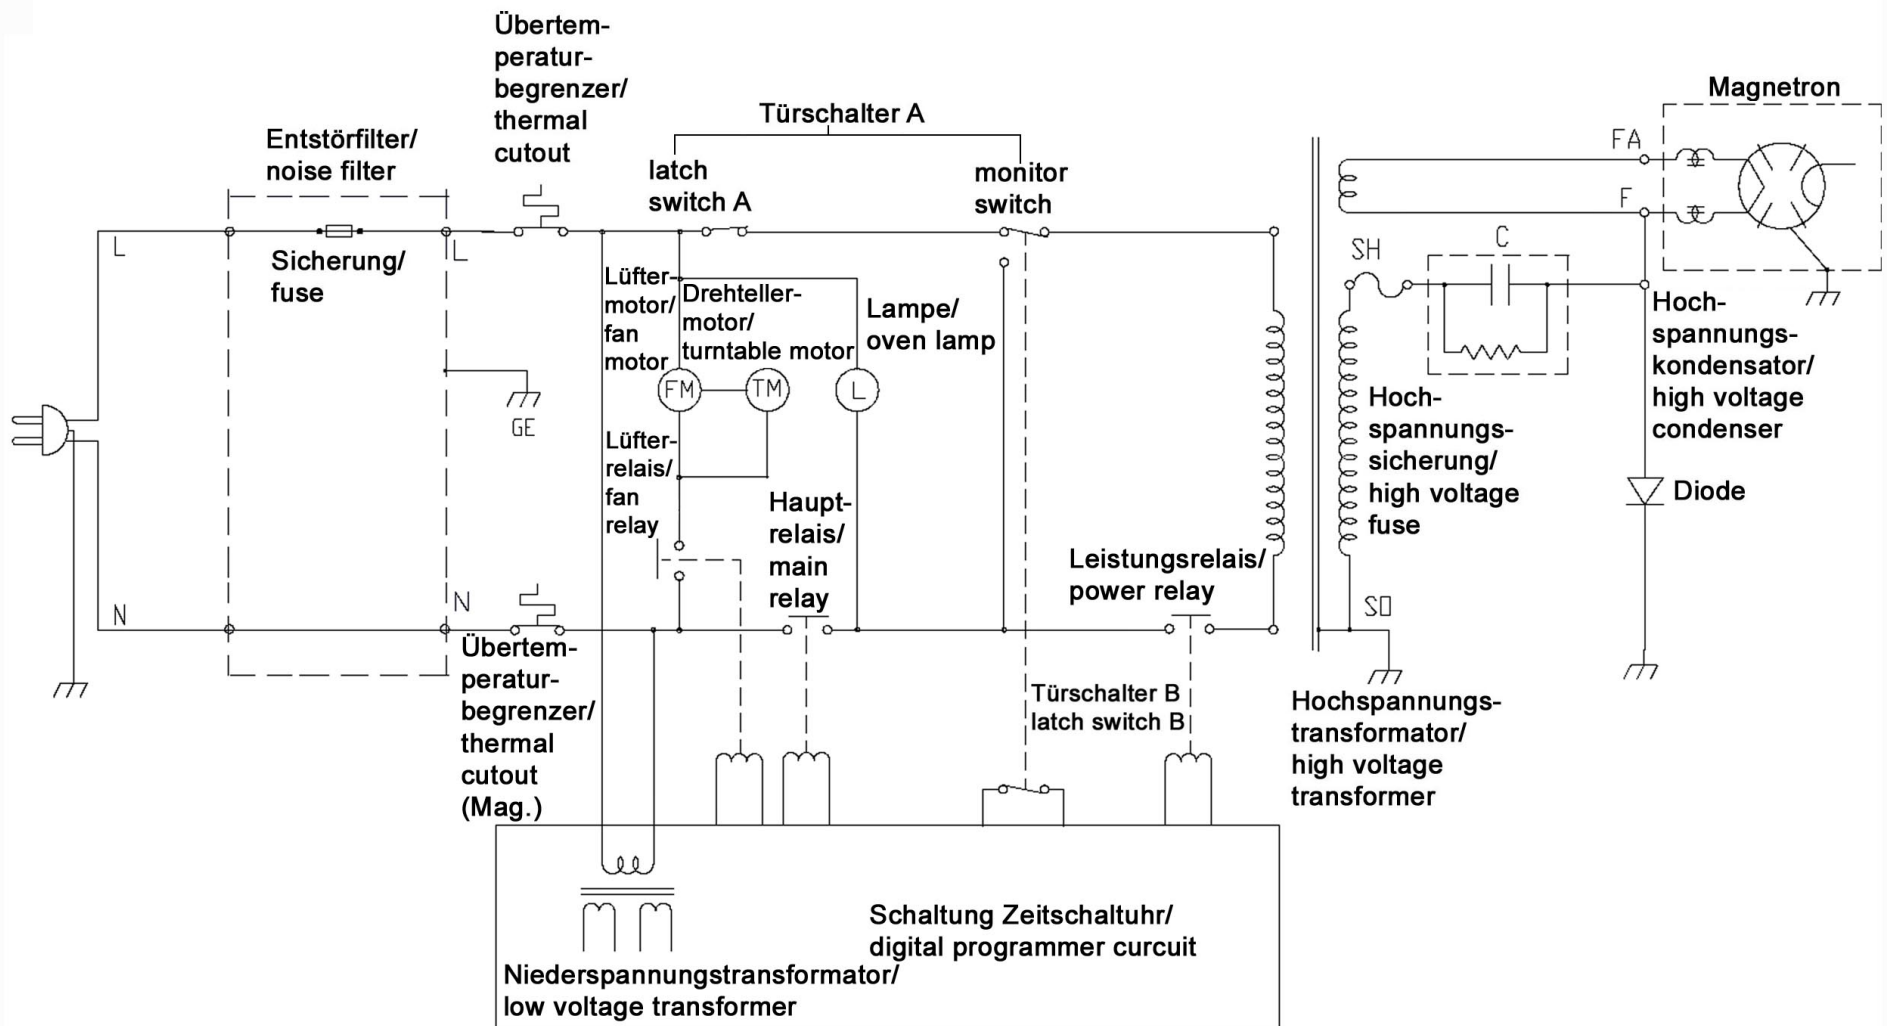 Übertem-
peratur-
begrenzer/
thermal
cutout
Entstörfilter/
noise filter
Türschalter A
latch
switch A
monitor
switch
Magnetron
FA
F
L
Sicherung/
fuse
L
SH
C
Lüfter-
motor/
fan
motor
Drehteller-
motor/
turntable motor
Lampe/
oven lamp
Hoch-
spannungs-
kondensator/
high voltage
condenser
FM
TM
L
GE
Hoch-
spannungs-
sicherung/
high voltage
fuse
Lüfter-
relais/
fan
relay
Haupt-
relais/
main
relay
Diode
Leistungsrelais/
power relay
N
N
SO
Übertem-
peratur-
begrenzer/
thermal
cutout
(Mag.)
Türschalter B
latch switch B
Hochspannungs-
transformator/
high voltage
transformer
Schaltung Zeitschaltuhr/
digital programmer curcuit
Niederspannungstransformator/
low voltage transformer